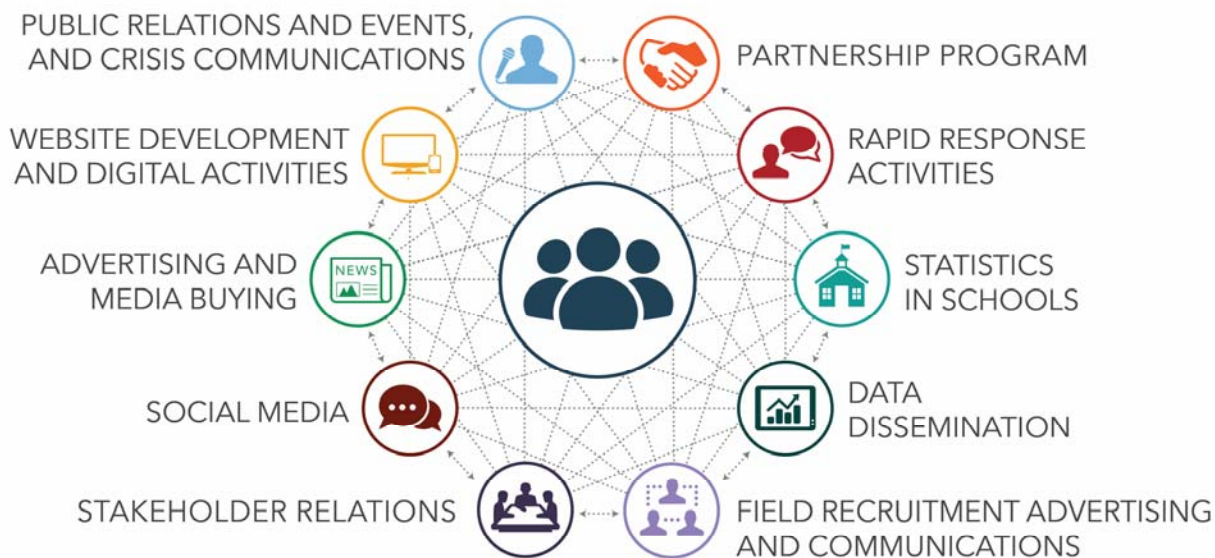 PUBLIC RELATIONS AND EVENTS,
AND CRISIS COMMUNICATIONS
PARTNERSHIP PROGRAM
WEBSITE DEVELOPMENT
AND DIGITAL ACTIVITIES
RAPID RESPONSE
ACTIVITIES
ADVERTISING AND
MEDIA BUYING
NEWS
STATISTICS
IN SCHOOLS
SOCIAL MEDIA
DATA
DISSEMINATION
STAKEHOLDER RELATIONS
FIELD RECRUITMENT ADVERTISING
AND COMMUNICATIONS